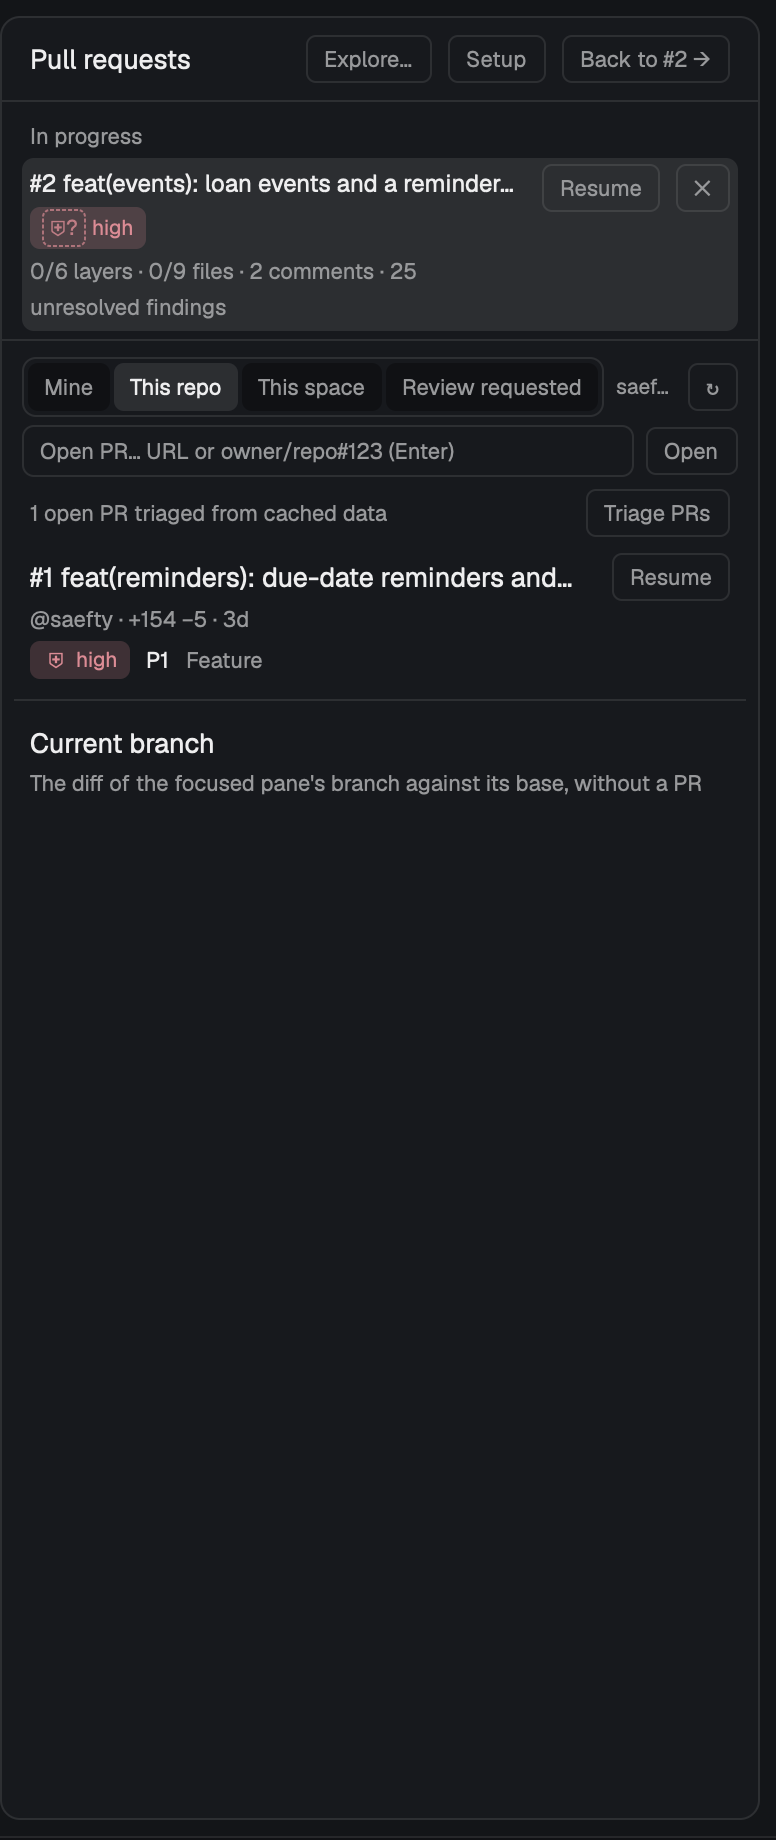 Pull requests
Explore... Setup Back to #2 →
In progress
#2 feat(events): loan events and a reminder...
Resume ×
? high
0/6 layers · 0/9 files · 2 comments · 25
unresolved findings
Mine This repo This space Review requested saef... ↻
Open PR... URL or owner/repo#123 (Enter) Open
1 open PR triaged from cached data Triage PRs
#1 feat(reminders): due-date reminders and... Resume
@saefty · +154 −5 · 3d
high P1 Feature
Current branch
The diff of the focused pane's branch against its base, without a PR